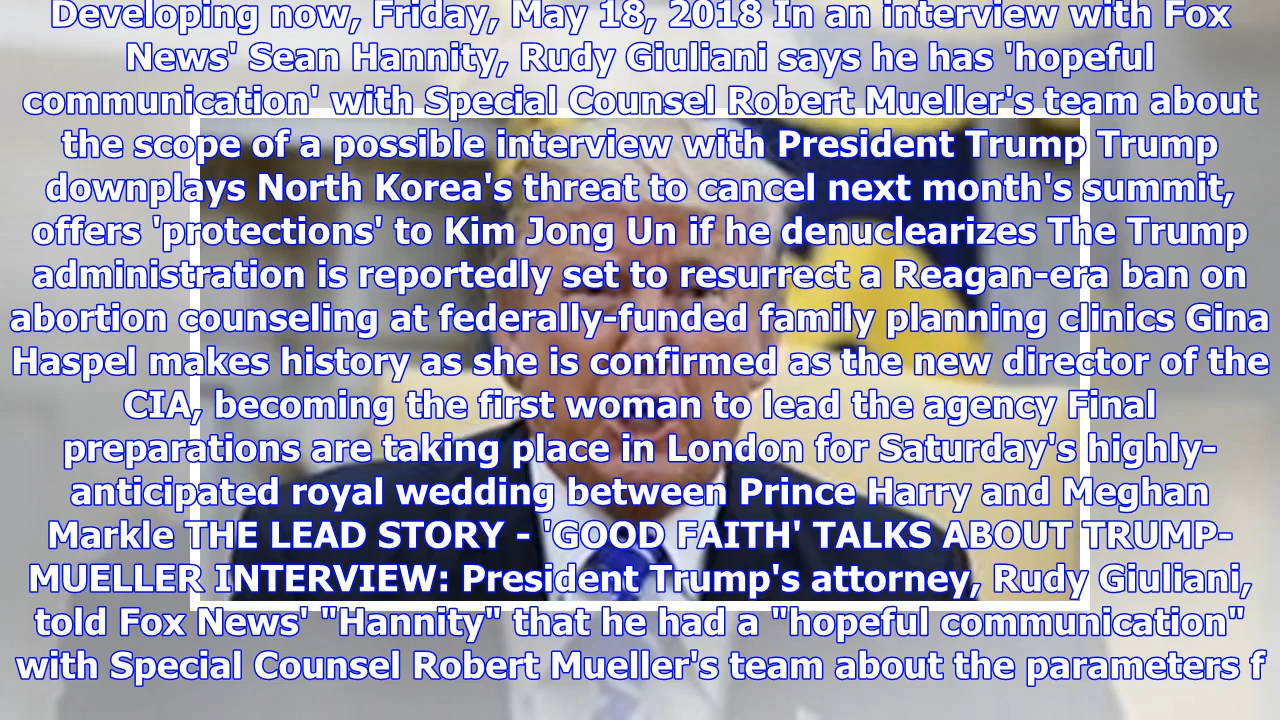 Developing now, Friday, May 18, 2018 In an interview with Fox
News' Sean Hannity, Rudy Giuliani says he has 'hopeful
communication' with Special Counsel Robert Mueller's team about
the scope of a possible interview with President Trump Trump
downplays North Korea's threat to cancel next month's summit,
offers 'protections' to Kim Jong Un if he denuclearizes The Trump
administration is reportedly set to resurrect a Reagan-era ban on
abortion counseling at federally-funded family planning clinics Gina
Haspel makes history as she is confirmed as the new director of the
CIA, becoming the first woman to lead the agency Final
preparations are taking place in London for Saturday's highly-
anticipated royal wedding between Prince Harry and Meghan
Markle THE LEAD STORY - 'GOOD FAITH' TALKS ABOUT TRUMP-
MUELLER INTERVIEW: President Trump's attorney, Rudy Giuliani,
told Fox News' "Hannity" that he had a "hopeful communication"
with Special Counsel Robert Mueller's team about the parameters f